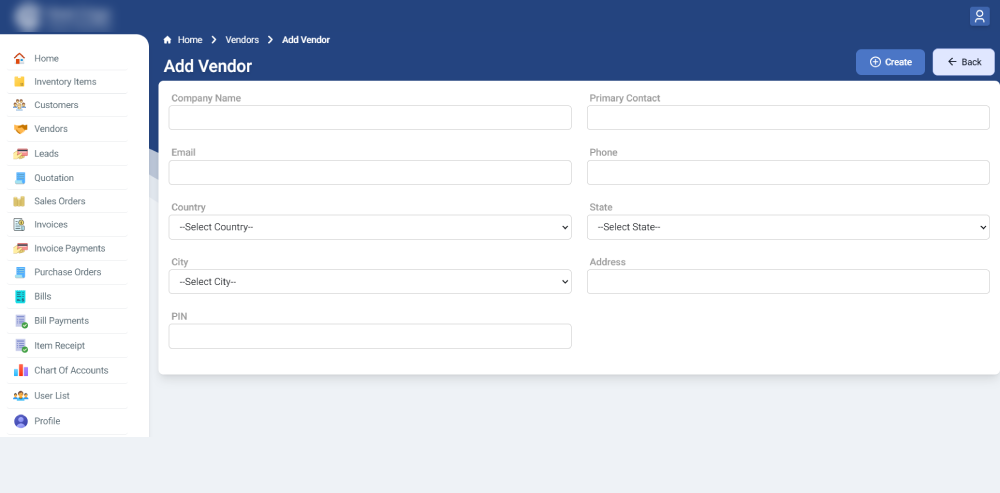 Home > Vendors > Add Vendor
Add Vendor
Create
Back
Home
Inventory Items
Customers
Vendors
Leads
Quotation
Sales Orders
Invoices
Invoice Payments
Purchase Orders
Bills
Bill Payments
Item Receipt
Chart Of Accounts
User List
Profile
Company Name
Primary Contact
Email
Phone
Country
--Select Country--
State
--Select State--
City
--Select City--
Address
PIN